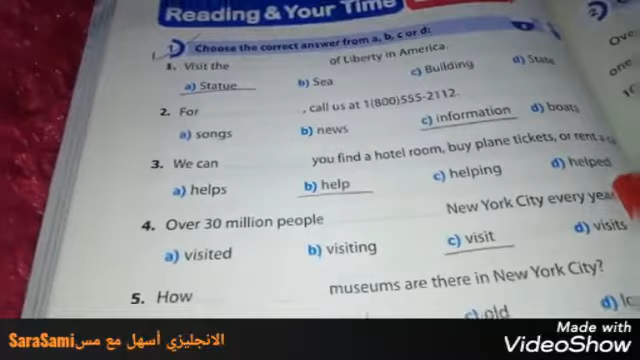 Reading & Your Time
1 Choose the correct answer from a, b, c or d:
1. Visit the of Liberty in America.
a) Statue b) Sea c) Building d) State
2. For , call us at 1(800)555-2112.
a) songs b) news c) information d) boats
3. We can you find a hotel room, buy plane tickets, or rent a
a) helps b) help c) helping d) helped
4. Over 30 million people New York City every year
a) visited b) visiting c) visit d) visits
5. How museums are there in New York City?
c) old d)
2
Ove
one
الانجليزي أسهل مع مس SaraSami
Made with
VideoShow